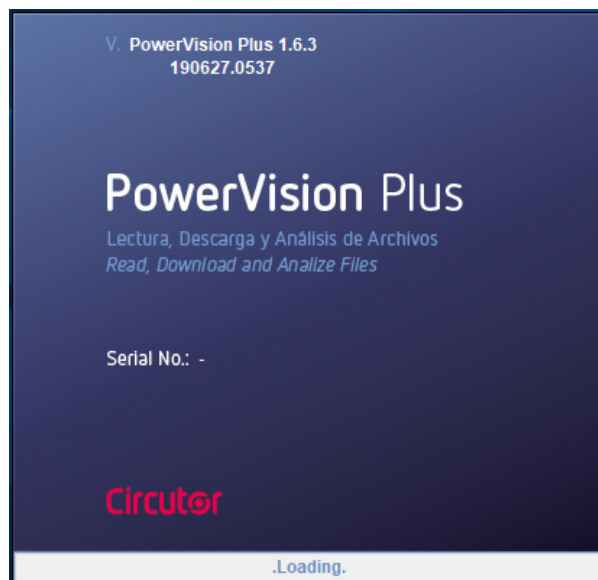 V. PowerVision Plus 1.6.3
190627.0537
PowerVision Plus
Lectura, Descarga y Análisis de Archivos
Read, Download and Analize Files
Serial No.: -
Circutor
.Loading.